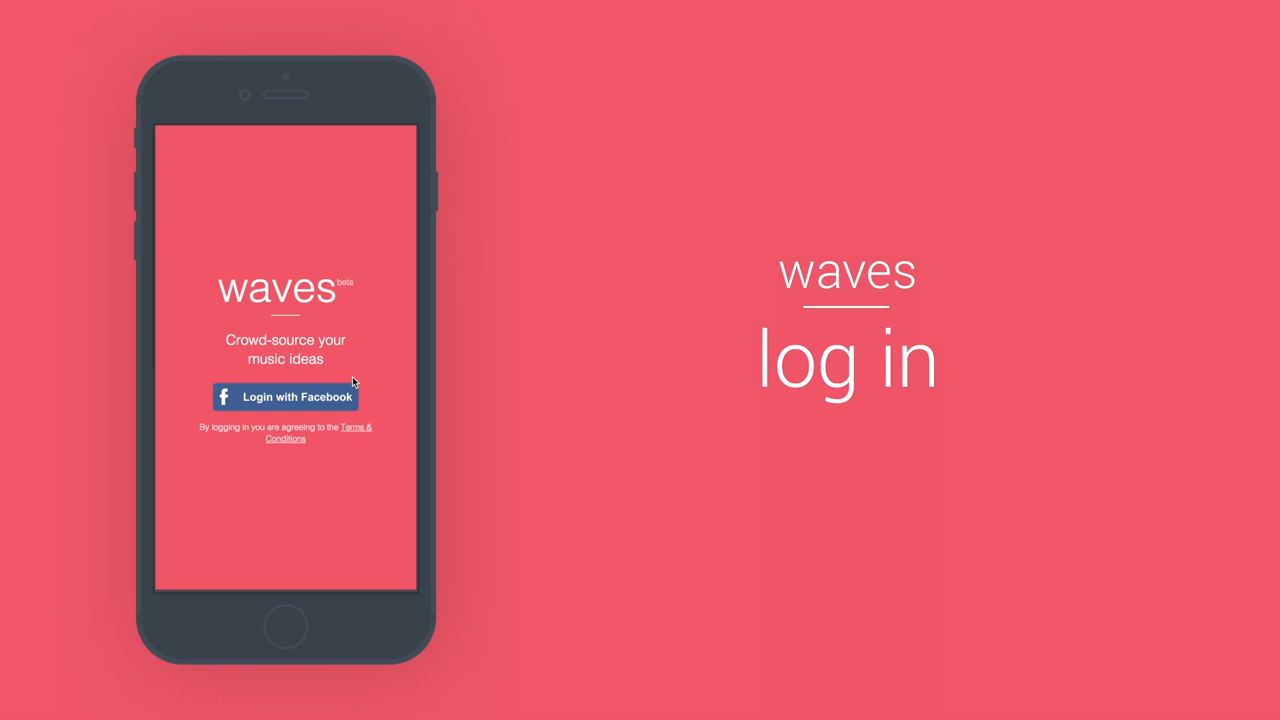 waves beta
Crowd-source your
music ideas
f Login with Facebook
By logging in you are agreeing to the Terms &
Conditions
waves
log in